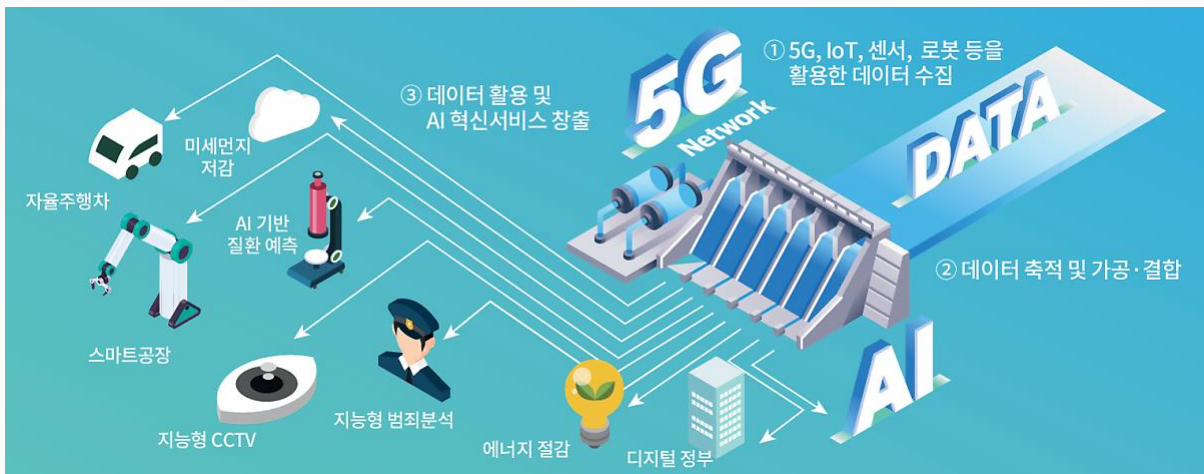 ① 5G, IoT, 센서, 로봇 등을
활용한 데이터 수집
5G
Network
DATA
③ 데이터 활용 및
AI 혁신서비스 창출
미세먼지
저감
자율주행차
AI 기반
질환 예측
② 데이터 축적 및 가공·결합
스마트공장
AI
지능형 CCTV
지능형 범죄분석
에너지 절감
디지털 정부